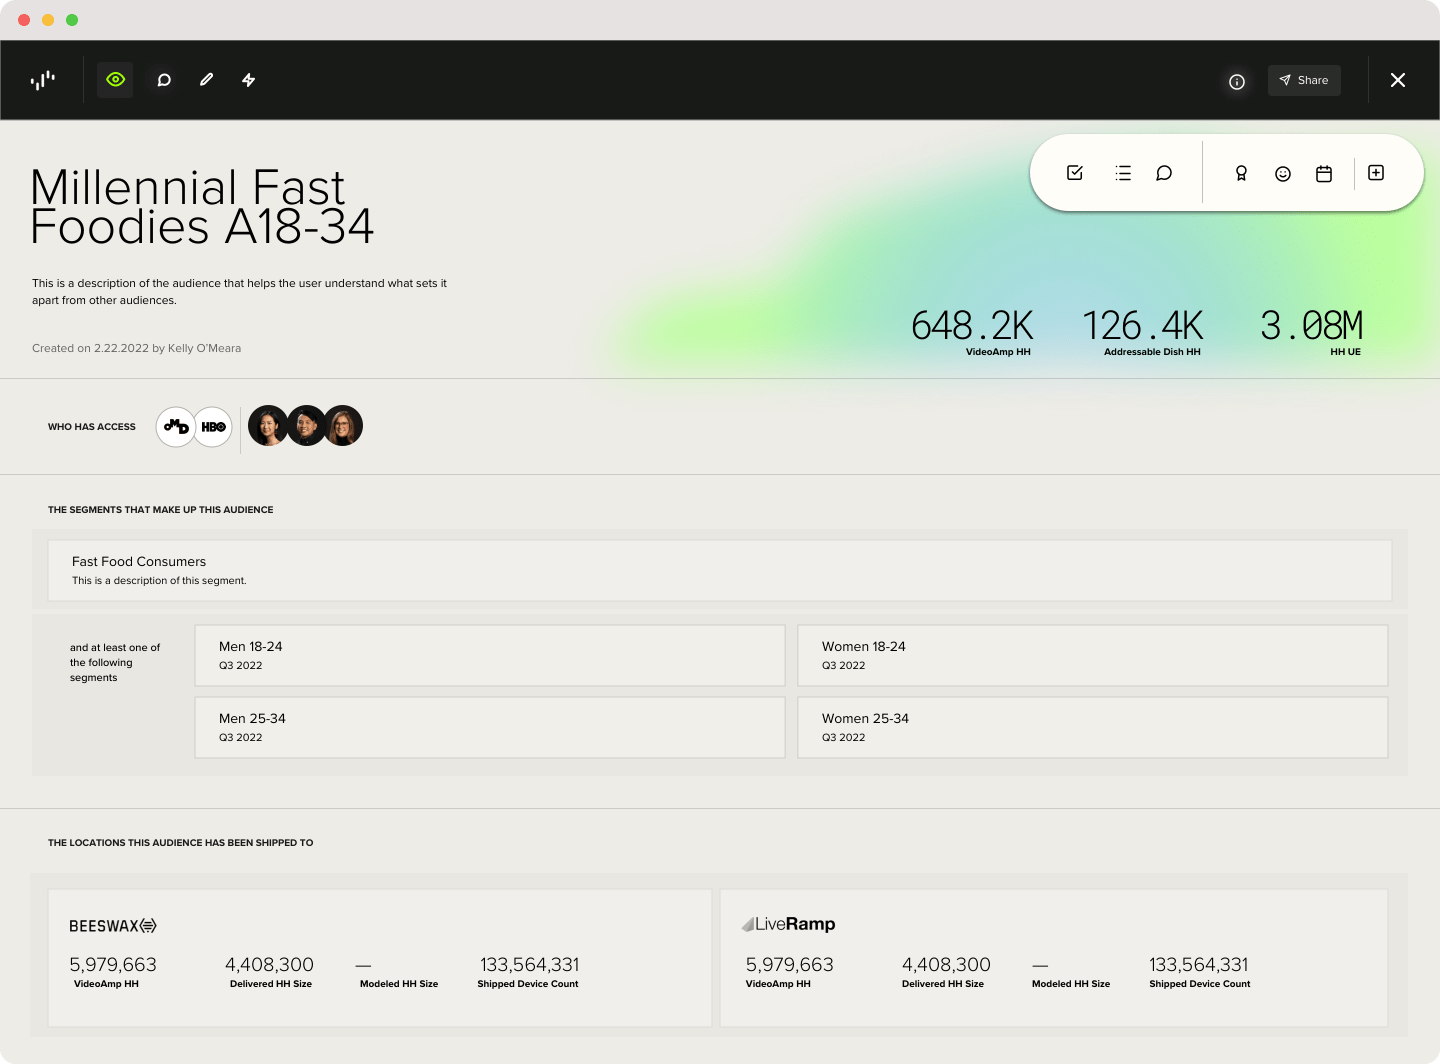 Share
Millennial Fast
Foodies A18-34
This is a description of the audience that helps the user understand what sets it
apart from other audiences.
Created on 2.22.2022 by Kelly O'Meara
648.2K
VideoAmp HH
126.4K
Addressable Dish HH
3.08M
HH UE
WHO HAS ACCESS
OMD
HBO
THE SEGMENTS THAT MAKE UP THIS AUDIENCE
Fast Food Consumers
This is a description of this segment.
and at least one of
the following
segments
Men 18-24
Q3 2022
Women 18-24
Q3 2022
Men 25-34
Q3 2022
Women 25-34
Q3 2022
THE LOCATIONS THIS AUDIENCE HAS BEEN SHIPPED TO
BEESWAX
5,979,663
VideoAmp HH
4,408,300
Delivered HH Size
—
Modeled HH Size
133,564,331
Shipped Device Count
LiveRamp
5,979,663
VideoAmp HH
4,408,300
Delivered HH Size
—
Modeled HH Size
133,564,331
Shipped Device Count